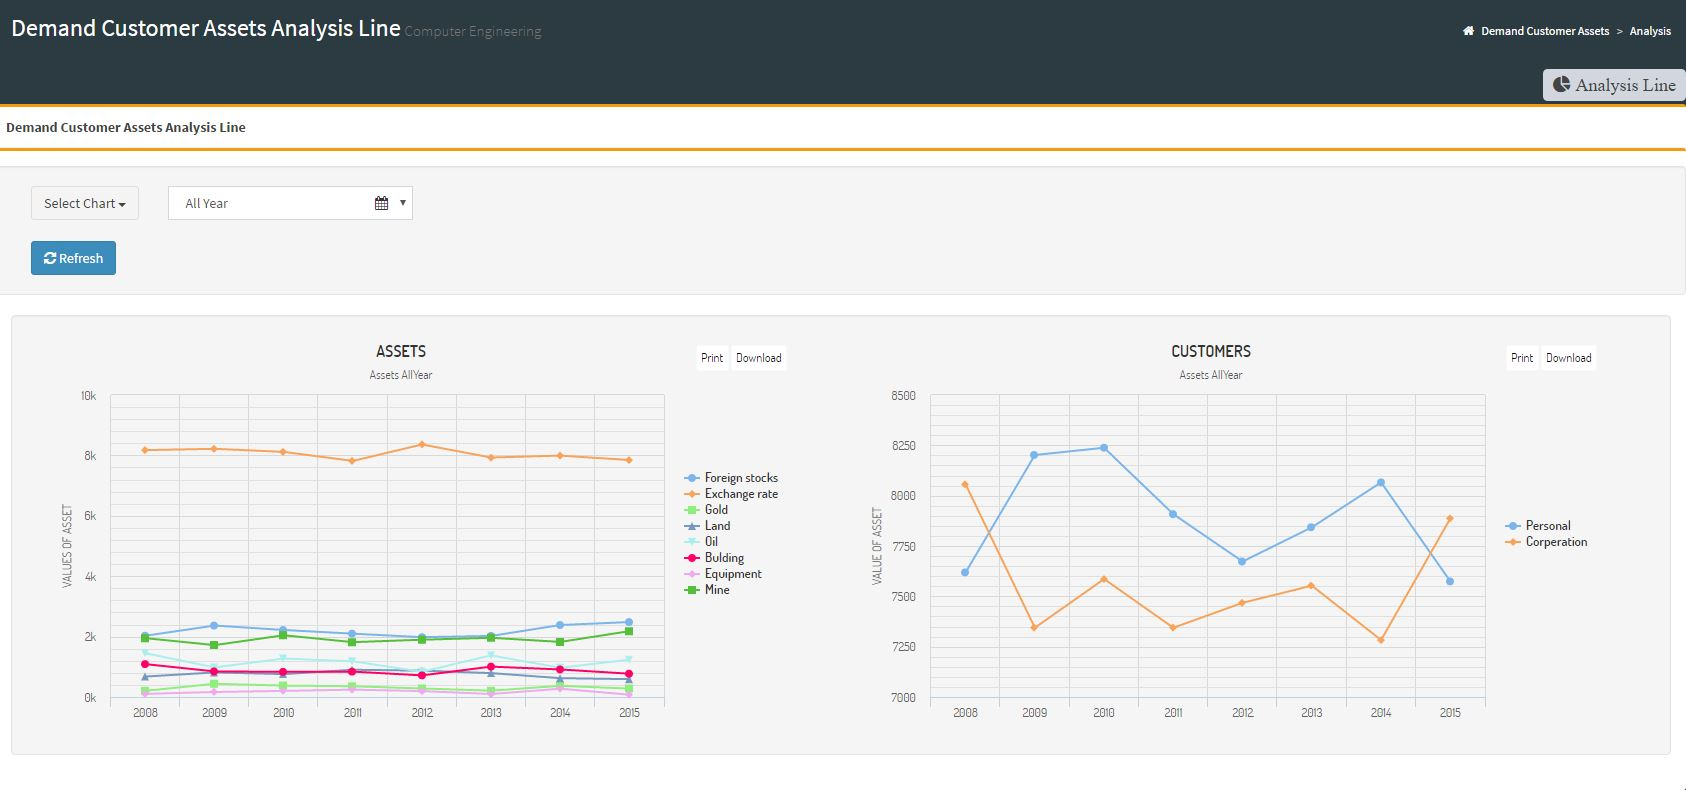 Demand Customer Assets Analysis Line Computer Engineering
Demand Customer Assets > Analysis
Analysis Line
Demand Customer Assets Analysis Line
Select Chart
All Year
Refresh
ASSETS
Assets AllYear
Print Download
VALUES OF ASSET
10k
8k
6k
4k
2k
0k
2008 2009 2010 2011 2012 2013 2014 2015
Foreign stocks
Exchange rate
Gold
Land
Oil
Bulding
Equipment
Mine
CUSTOMERS
Assets AllYear
Print Download
VALUE OF ASSET
8500
8250
8000
7750
7500
7250
7000
2008 2009 2010 2011 2012 2013 2014 2015
Personal
Corperation